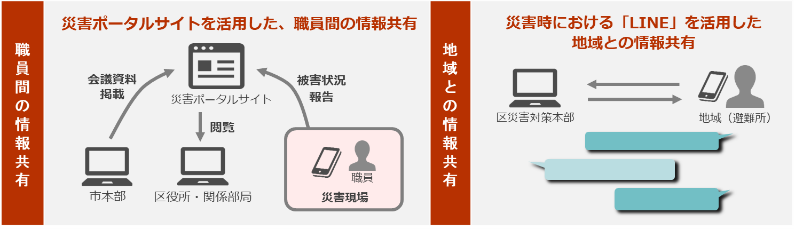 職員間の情報共有
災害ポータルサイトを活用した、職員間の情報共有
会議資料
掲載
災害ポータルサイト
被害状況
報告
閲覧
市本部
区役所・関係部局
職員
災害現場
地域との情報共有
災害時における「LINE」を活用した
地域との情報共有
区災害対策本部
地域（避難所）